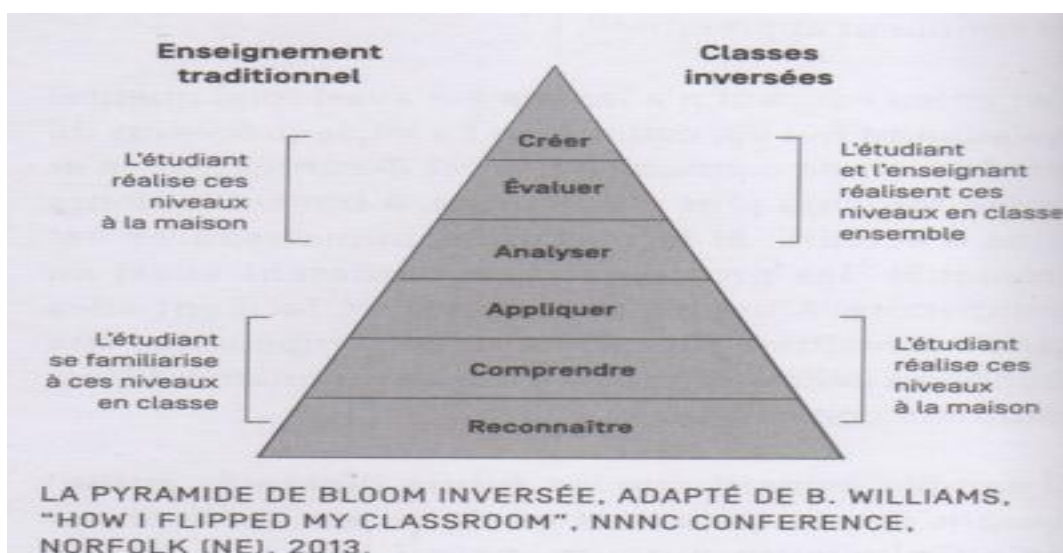 Enseignement
traditionnel
Classes
inversées
L'étudiant
réalise ces
niveaux
à la maison
L'étudiant
se familiarise
à ces niveaux
en classe
Créer
Évaluer
Analyser
Appliquer
Comprendre
Reconnaître
L'étudiant
et l'enseignant
réalisent ces
niveaux en classe
ensemble
L'étudiant
réalise ces
niveaux
à la maison
LA PYRAMIDE DE BLOOM INVERSÉE, ADAPTÉ DE B. WILLIAMS,
"HOW I FLIPPED MY CLASSROOM", NNNC CONFERENCE,
NORFOLK (NE), 2013.